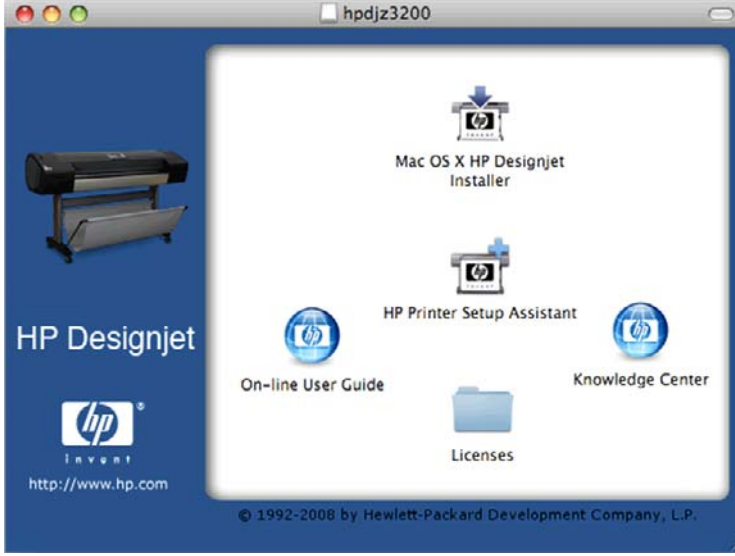 hpdjz3200
Mac OS X HP Designjet
Installer
HP Printer Setup Assistant
On-line User Guide
Knowledge Center
Licenses
HP Designjet
hp
invent
http://www.hp.com
© 1992-2008 by Hewlett-Packard Development Company, L.P.